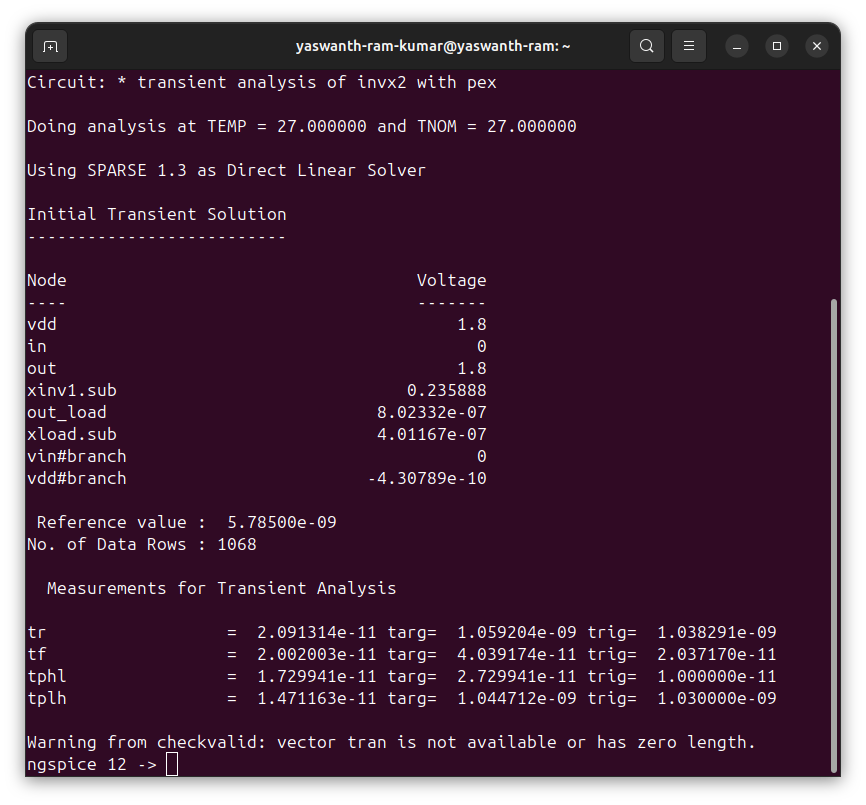 yaswanth-ram-kumar@yaswanth-ram: ~
Circuit: * transient analysis of invx2 with pex
Doing analysis at TEMP = 27.000000 and TNOM = 27.000000
Using SPARSE 1.3 as Direct Linear Solver
Initial Transient Solution
--------------------------
Node                                   Voltage
----                                   -------
vdd                                        1.8
in                                           0
out                                        1.8
xinv1.sub                             0.235888
out_load                           8.02332e-07
xload.sub                          4.01167e-07
vin#branch                                   0
vdd#branch                        -4.30789e-10
 Reference value :  5.78500e-09
No. of Data Rows : 1068
  Measurements for Transient Analysis
tr                  =  2.091314e-11 targ=  1.059204e-09 trig=  1.038291e-09
tf                  =  2.002003e-11 targ=  4.039174e-11 trig=  2.037170e-11
tphl                =  1.729941e-11 targ=  2.729941e-11 trig=  1.000000e-11
tplh                =  1.471163e-11 targ=  1.044712e-09 trig=  1.030000e-09
Warning from checkvalid: vector tran is not available or has zero length.
ngspice 12 ->